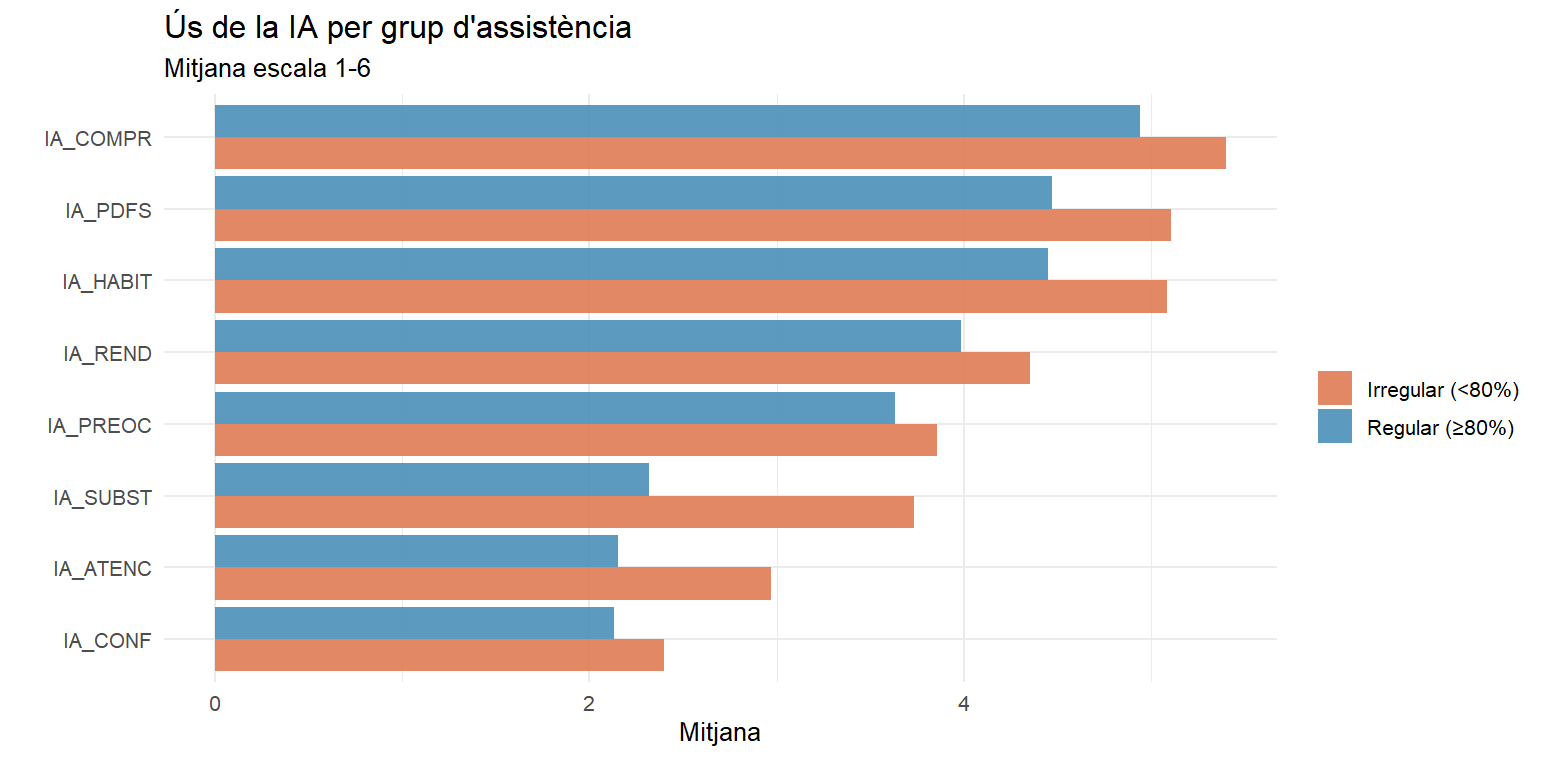 Ús de la IA per grup d'assistència
Mitjana escala 1-6
IA_COMPR
IA_PDFS
IA_HABIT
IA_REND
IA_PREOC
IA_SUBST
IA_ATENC
IA_CONF
0 2 4
Mitjana
Irregular (<80%)
Regular (≥80%)